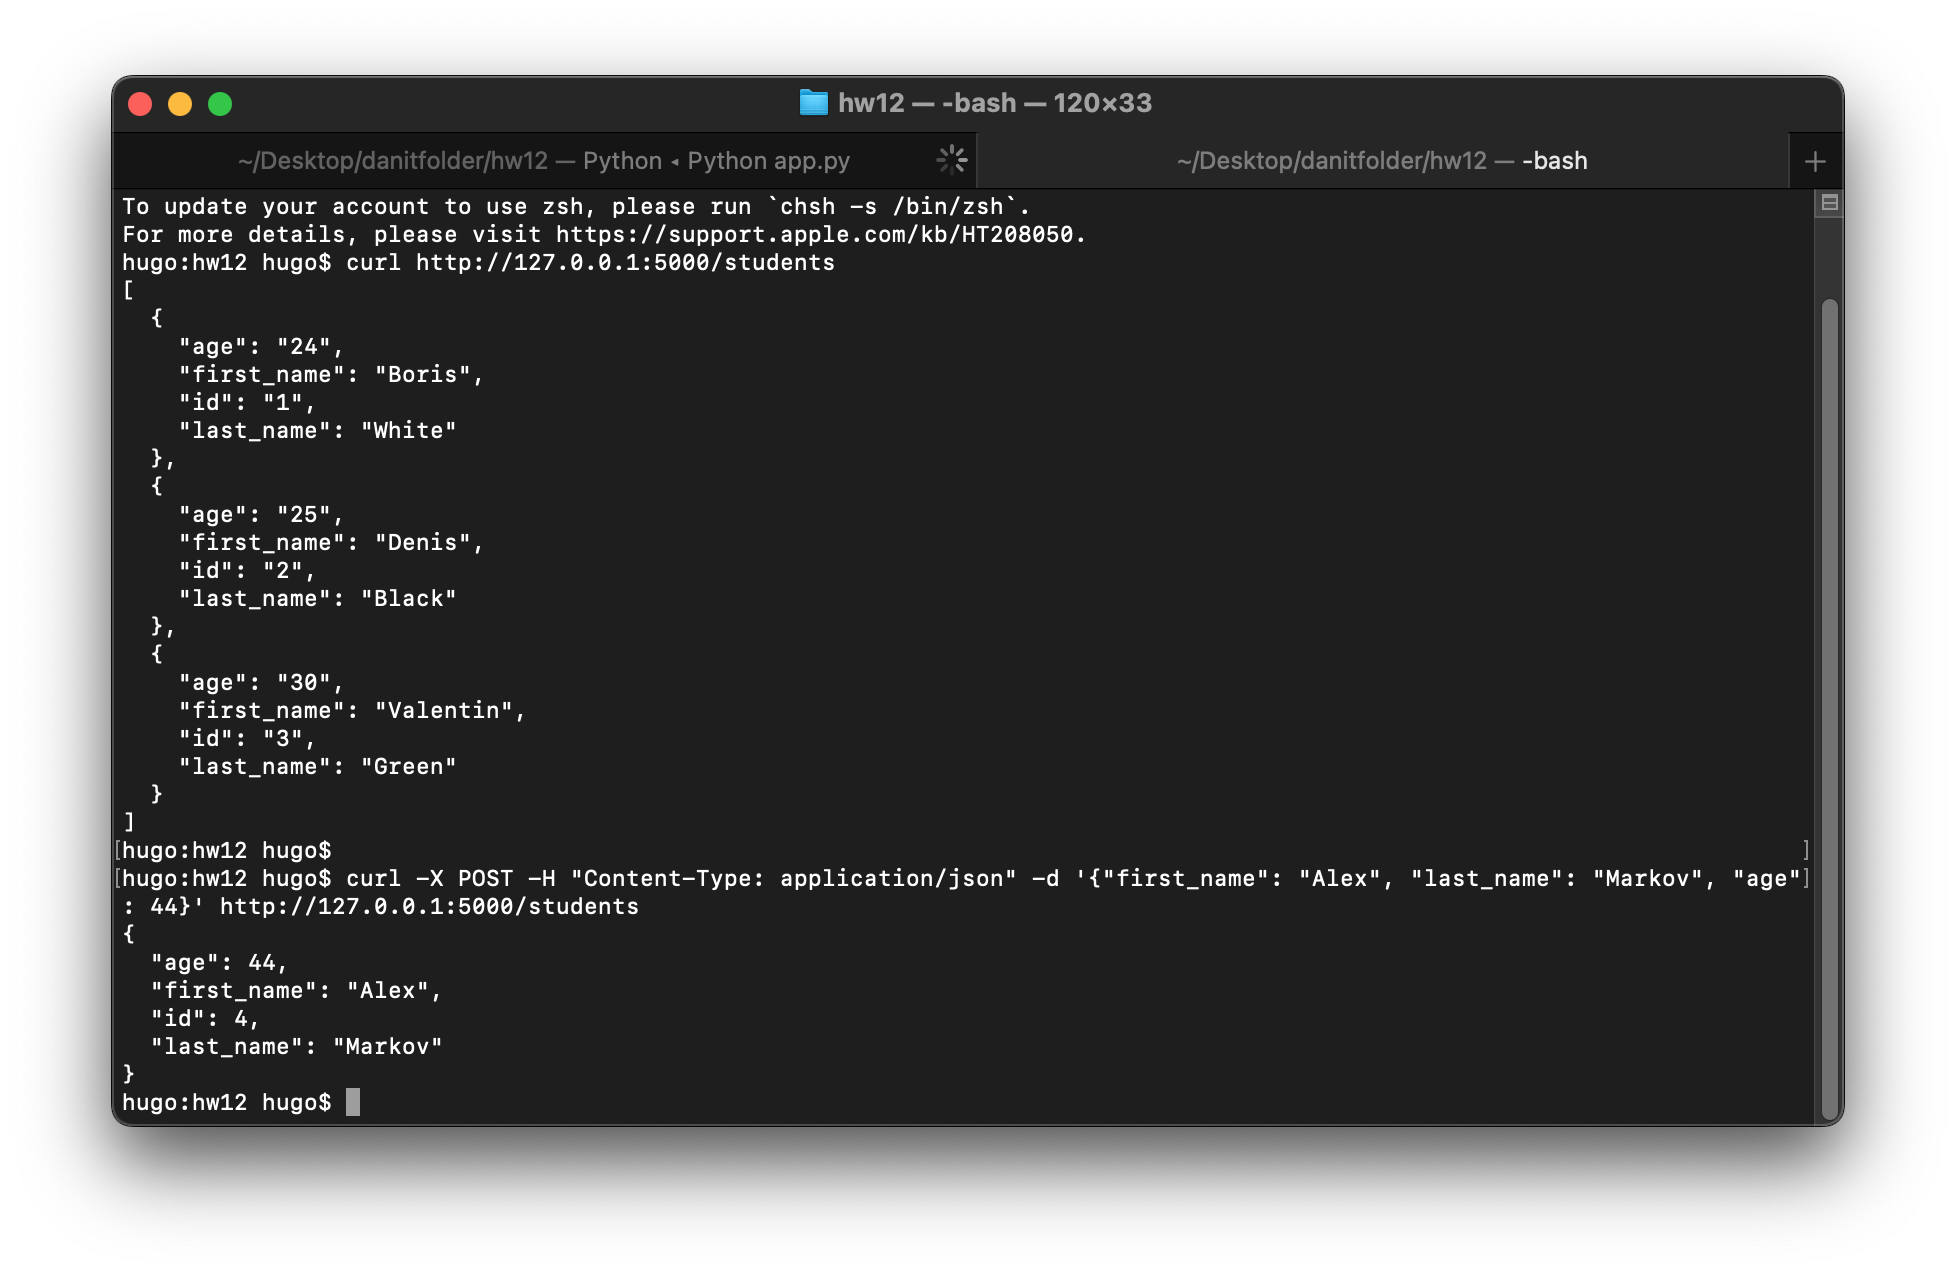 hw12 — -bash — 120×33
~/Desktop/danitfolder/hw12 — Python ◂ Python app.py
~/Desktop/danitfolder/hw12 — -bash
To update your account to use zsh, please run `chsh -s /bin/zsh`.
For more details, please visit https://support.apple.com/kb/HT208050.
hugo:hw12 hugo$ curl http://127.0.0.1:5000/students
[
  {
    "age": "24",
    "first_name": "Boris",
    "id": "1",
    "last_name": "White"
  },
  {
    "age": "25",
    "first_name": "Denis",
    "id": "2",
    "last_name": "Black"
  },
  {
    "age": "30",
    "first_name": "Valentin",
    "id": "3",
    "last_name": "Green"
  }
]
[hugo:hw12 hugo$ ]
[hugo:hw12 hugo$ curl -X POST -H "Content-Type: application/json" -d '{"first_name": "Alex", "last_name": "Markov", "age"]
: 44}' http://127.0.0.1:5000/students
{
  "age": 44,
  "first_name": "Alex",
  "id": 4,
  "last_name": "Markov"
}
hugo:hw12 hugo$